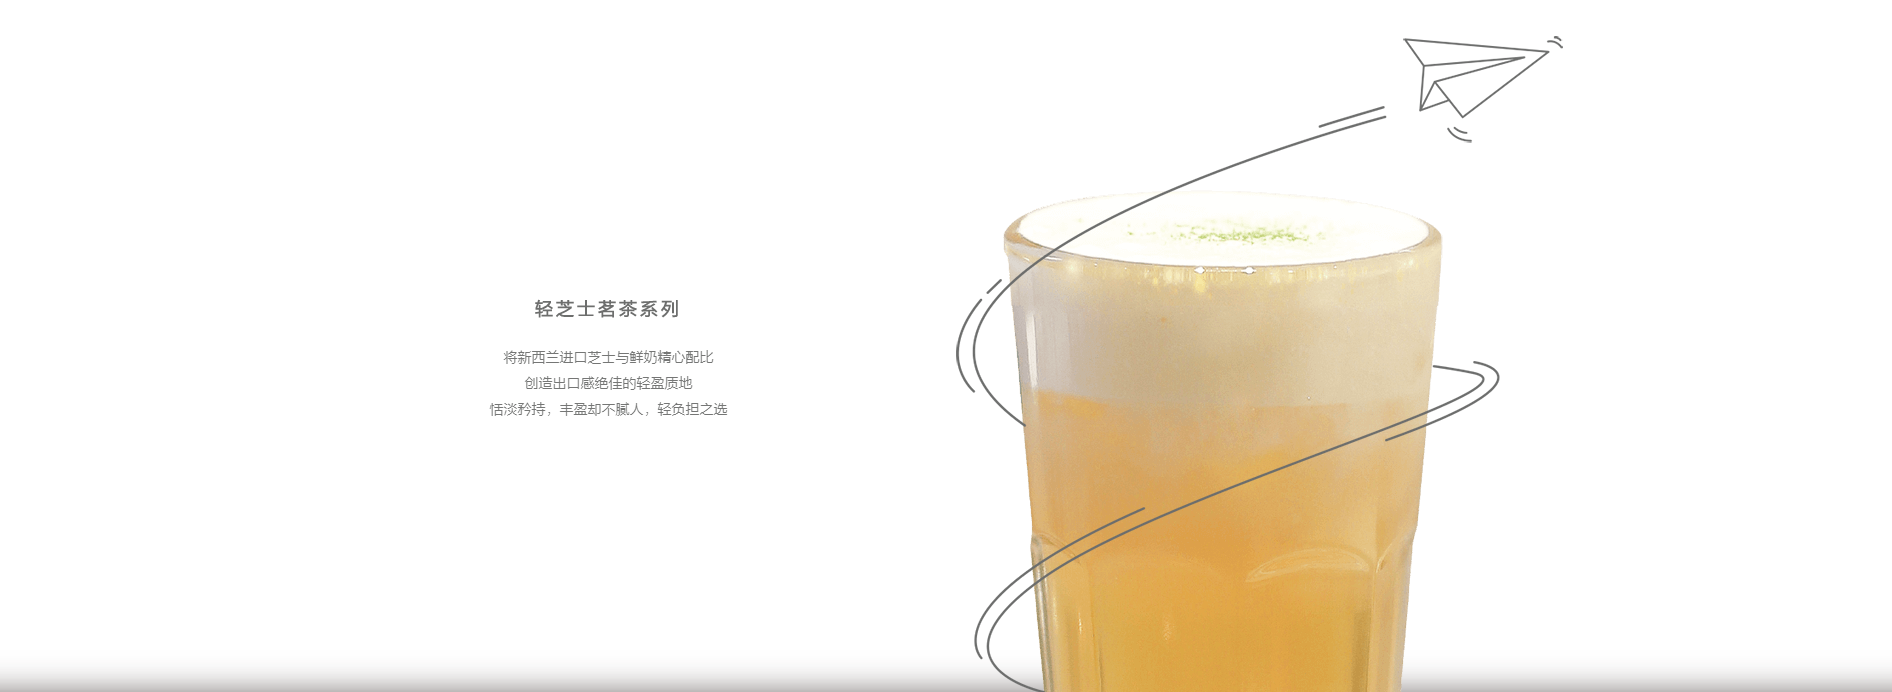 轻芝士茗茶系列
将新西兰进口芝士与鲜奶精心配比
创造出口感绝佳的轻盈质地
恬淡矜持，丰盈却不腻人，轻负担之选